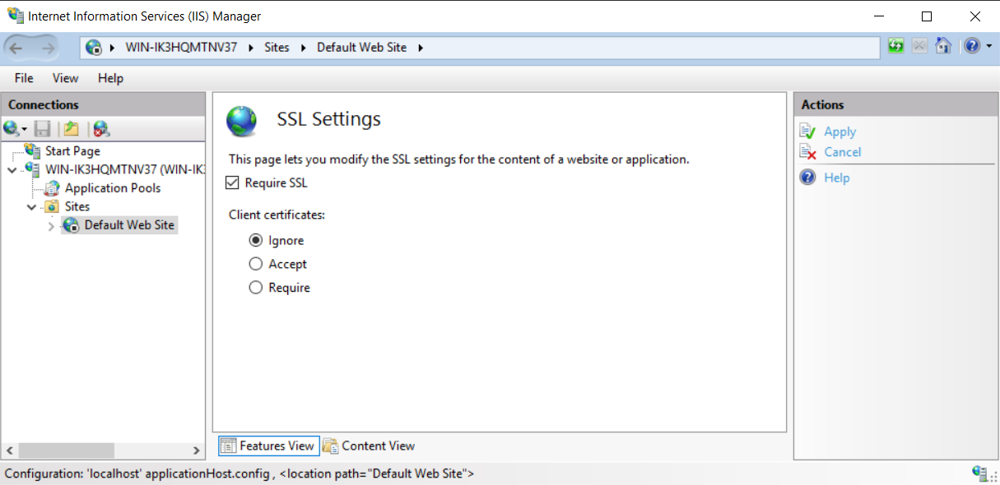 Internet Information Services (IIS) Manager
WIN-IK3HQMTNV37 Sites Default Web Site
File View Help
Connections
Start Page
WIN-IK3HQMTNV37 (WIN-IK3
Application Pools
Sites
Default Web Site
SSL Settings
This page lets you modify the SSL settings for the content of a website or application.
Require SSL
Client certificates:
Ignore
Accept
Require
Features View Content View
Actions
Apply
Cancel
Help
Configuration: 'localhost' applicationHost.config , <location path="Default Web Site">